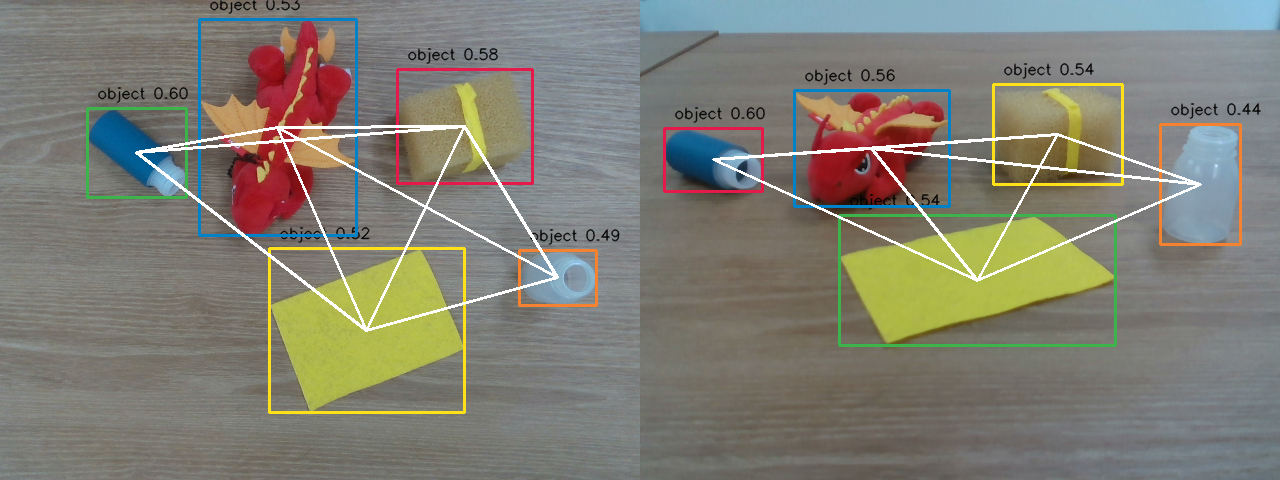 object 0.53
object 0.58
object 0.60
object 0.52
object 0.49
object 0.56
object 0.54
object 0.60
object 0.44
object 0.54